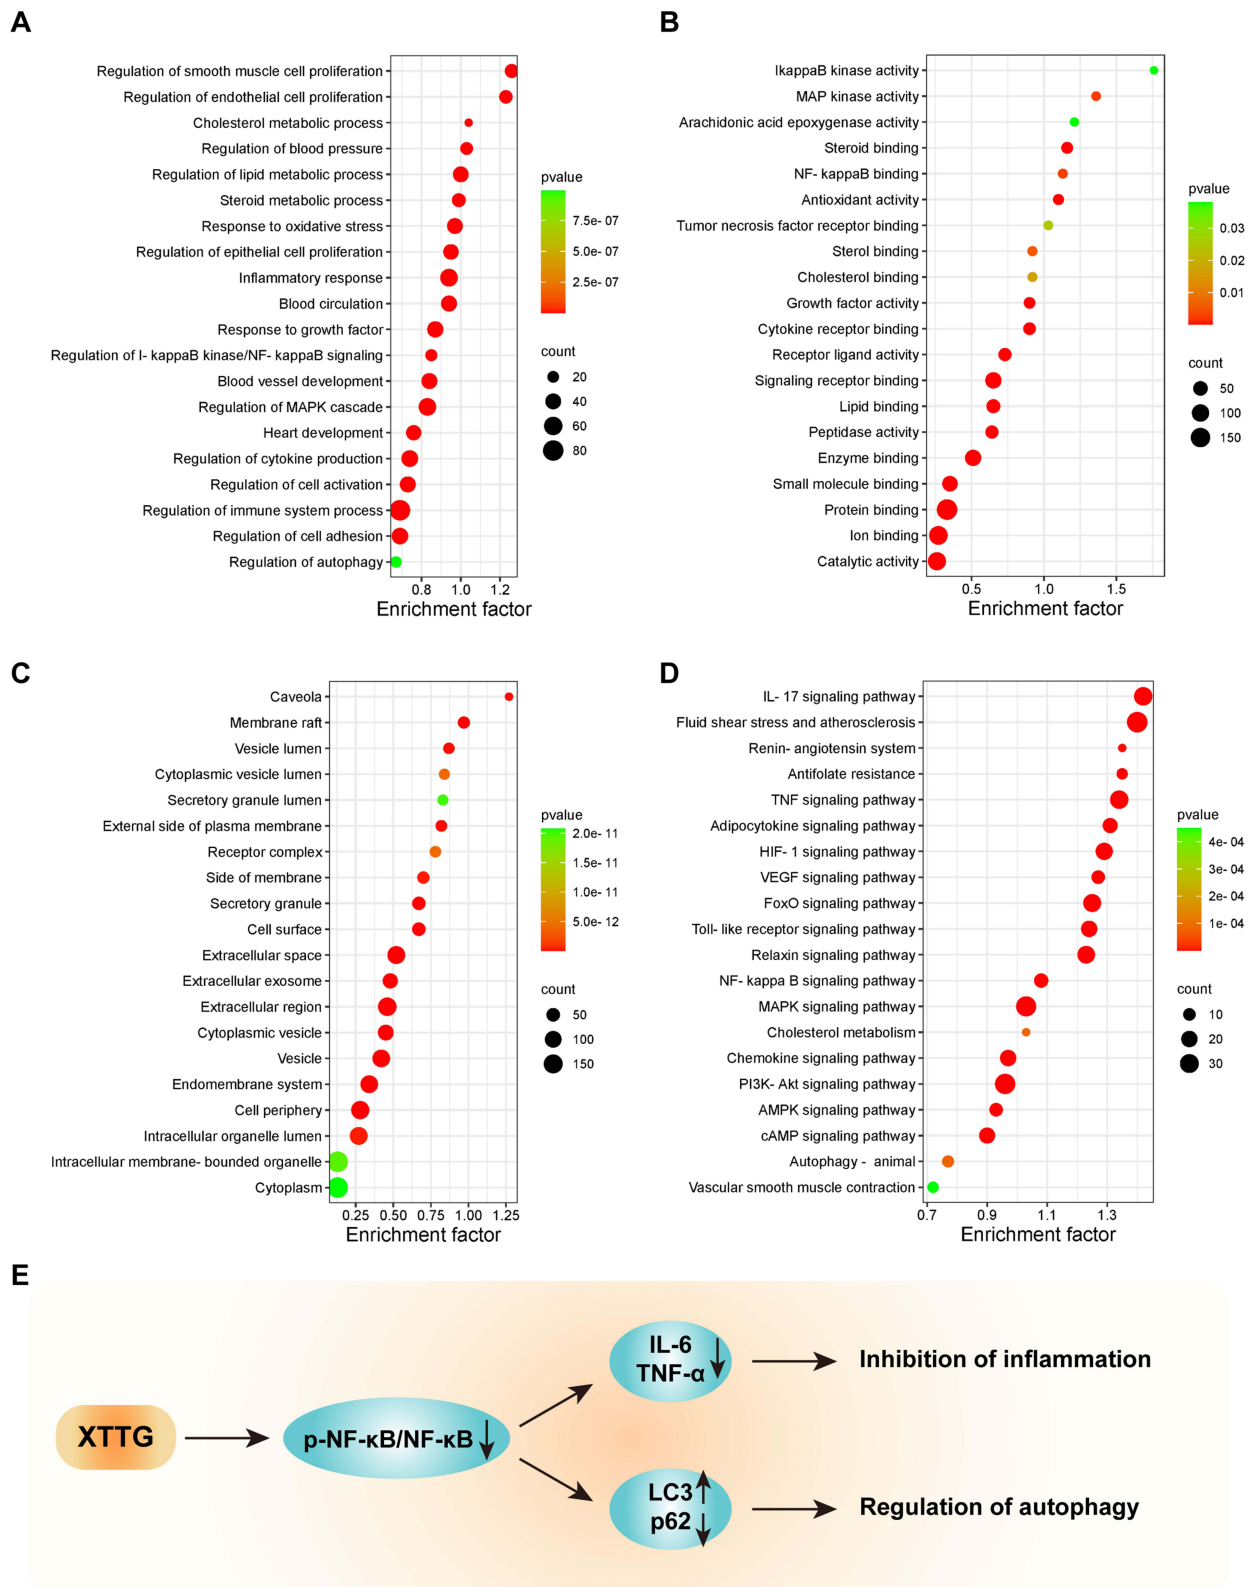 A
Regulation of smooth muscle cell proliferation
Regulation of endothelial cell proliferation
Cholesterol metabolic process
Regulation of blood pressure
Regulation of lipid metabolic process
Steroid metabolic process
Response to oxidative stress
Regulation of epithelial cell proliferation
Inflammatory response
Blood circulation
Response to growth factor
Regulation of I- kappaB kinase/NF- kappaB signaling
Blood vessel development
Regulation of MAPK cascade
Heart development
Regulation of cytokine production
Regulation of cell activation
Regulation of immune system process
Regulation of cell adhesion
Regulation of autophagy
0.8 1.0 1.2
Enrichment factor
pvalue
7.5e- 07
5.0e- 07
2.5e- 07
count
20
40
60
80
B
IkappaB kinase activity
MAP kinase activity
Arachidonic acid epoxygenase activity
Steroid binding
NF- kappaB binding
Antioxidant activity
Tumor necrosis factor receptor binding
Sterol binding
Cholesterol binding
Growth factor activity
Cytokine receptor binding
Receptor ligand activity
Signaling receptor binding
Lipid binding
Peptidase activity
Enzyme binding
Small molecule binding
Protein binding
Ion binding
Catalytic activity
0.5 1.0 1.5
Enrichment factor
pvalue
0.03
0.02
0.01
count
50
100
150
C
Caveola
Membrane raft
Vesicle lumen
Cytoplasmic vesicle lumen
Secretory granule lumen
External side of plasma membrane
Receptor complex
Side of membrane
Secretory granule
Cell surface
Extracellular space
Extracellular exosome
Extracellular region
Cytoplasmic vesicle
Vesicle
Endomembrane system
Cell periphery
Intracellular organelle lumen
Intracellular membrane- bounded organelle
Cytoplasm
0.25 0.50 0.75 1.00 1.25
Enrichment factor
pvalue
2.0e- 11
1.5e- 11
1.0e- 11
5.0e- 12
count
50
100
150
D
IL- 17 signaling pathway
Fluid shear stress and atherosclerosis
Renin- angiotensin system
Antifolate resistance
TNF signaling pathway
Adipocytokine signaling pathway
HIF- 1 signaling pathway
VEGF signaling pathway
FoxO signaling pathway
Toll- like receptor signaling pathway
Relaxin signaling pathway
NF- kappa B signaling pathway
MAPK signaling pathway
Cholesterol metabolism
Chemokine signaling pathway
PI3K- Akt signaling pathway
AMPK signaling pathway
cAMP signaling pathway
Autophagy - animal
Vascular smooth muscle contraction
0.7 0.9 1.1 1.3
Enrichment factor
pvalue
4e- 04
3e- 04
2e- 04
1e- 04
count
10
20
30
E
XTTG
p-NF-κB/NF-κB
IL-6
TNF-α
Inhibition of inflammation
LC3
p62
Regulation of autophagy